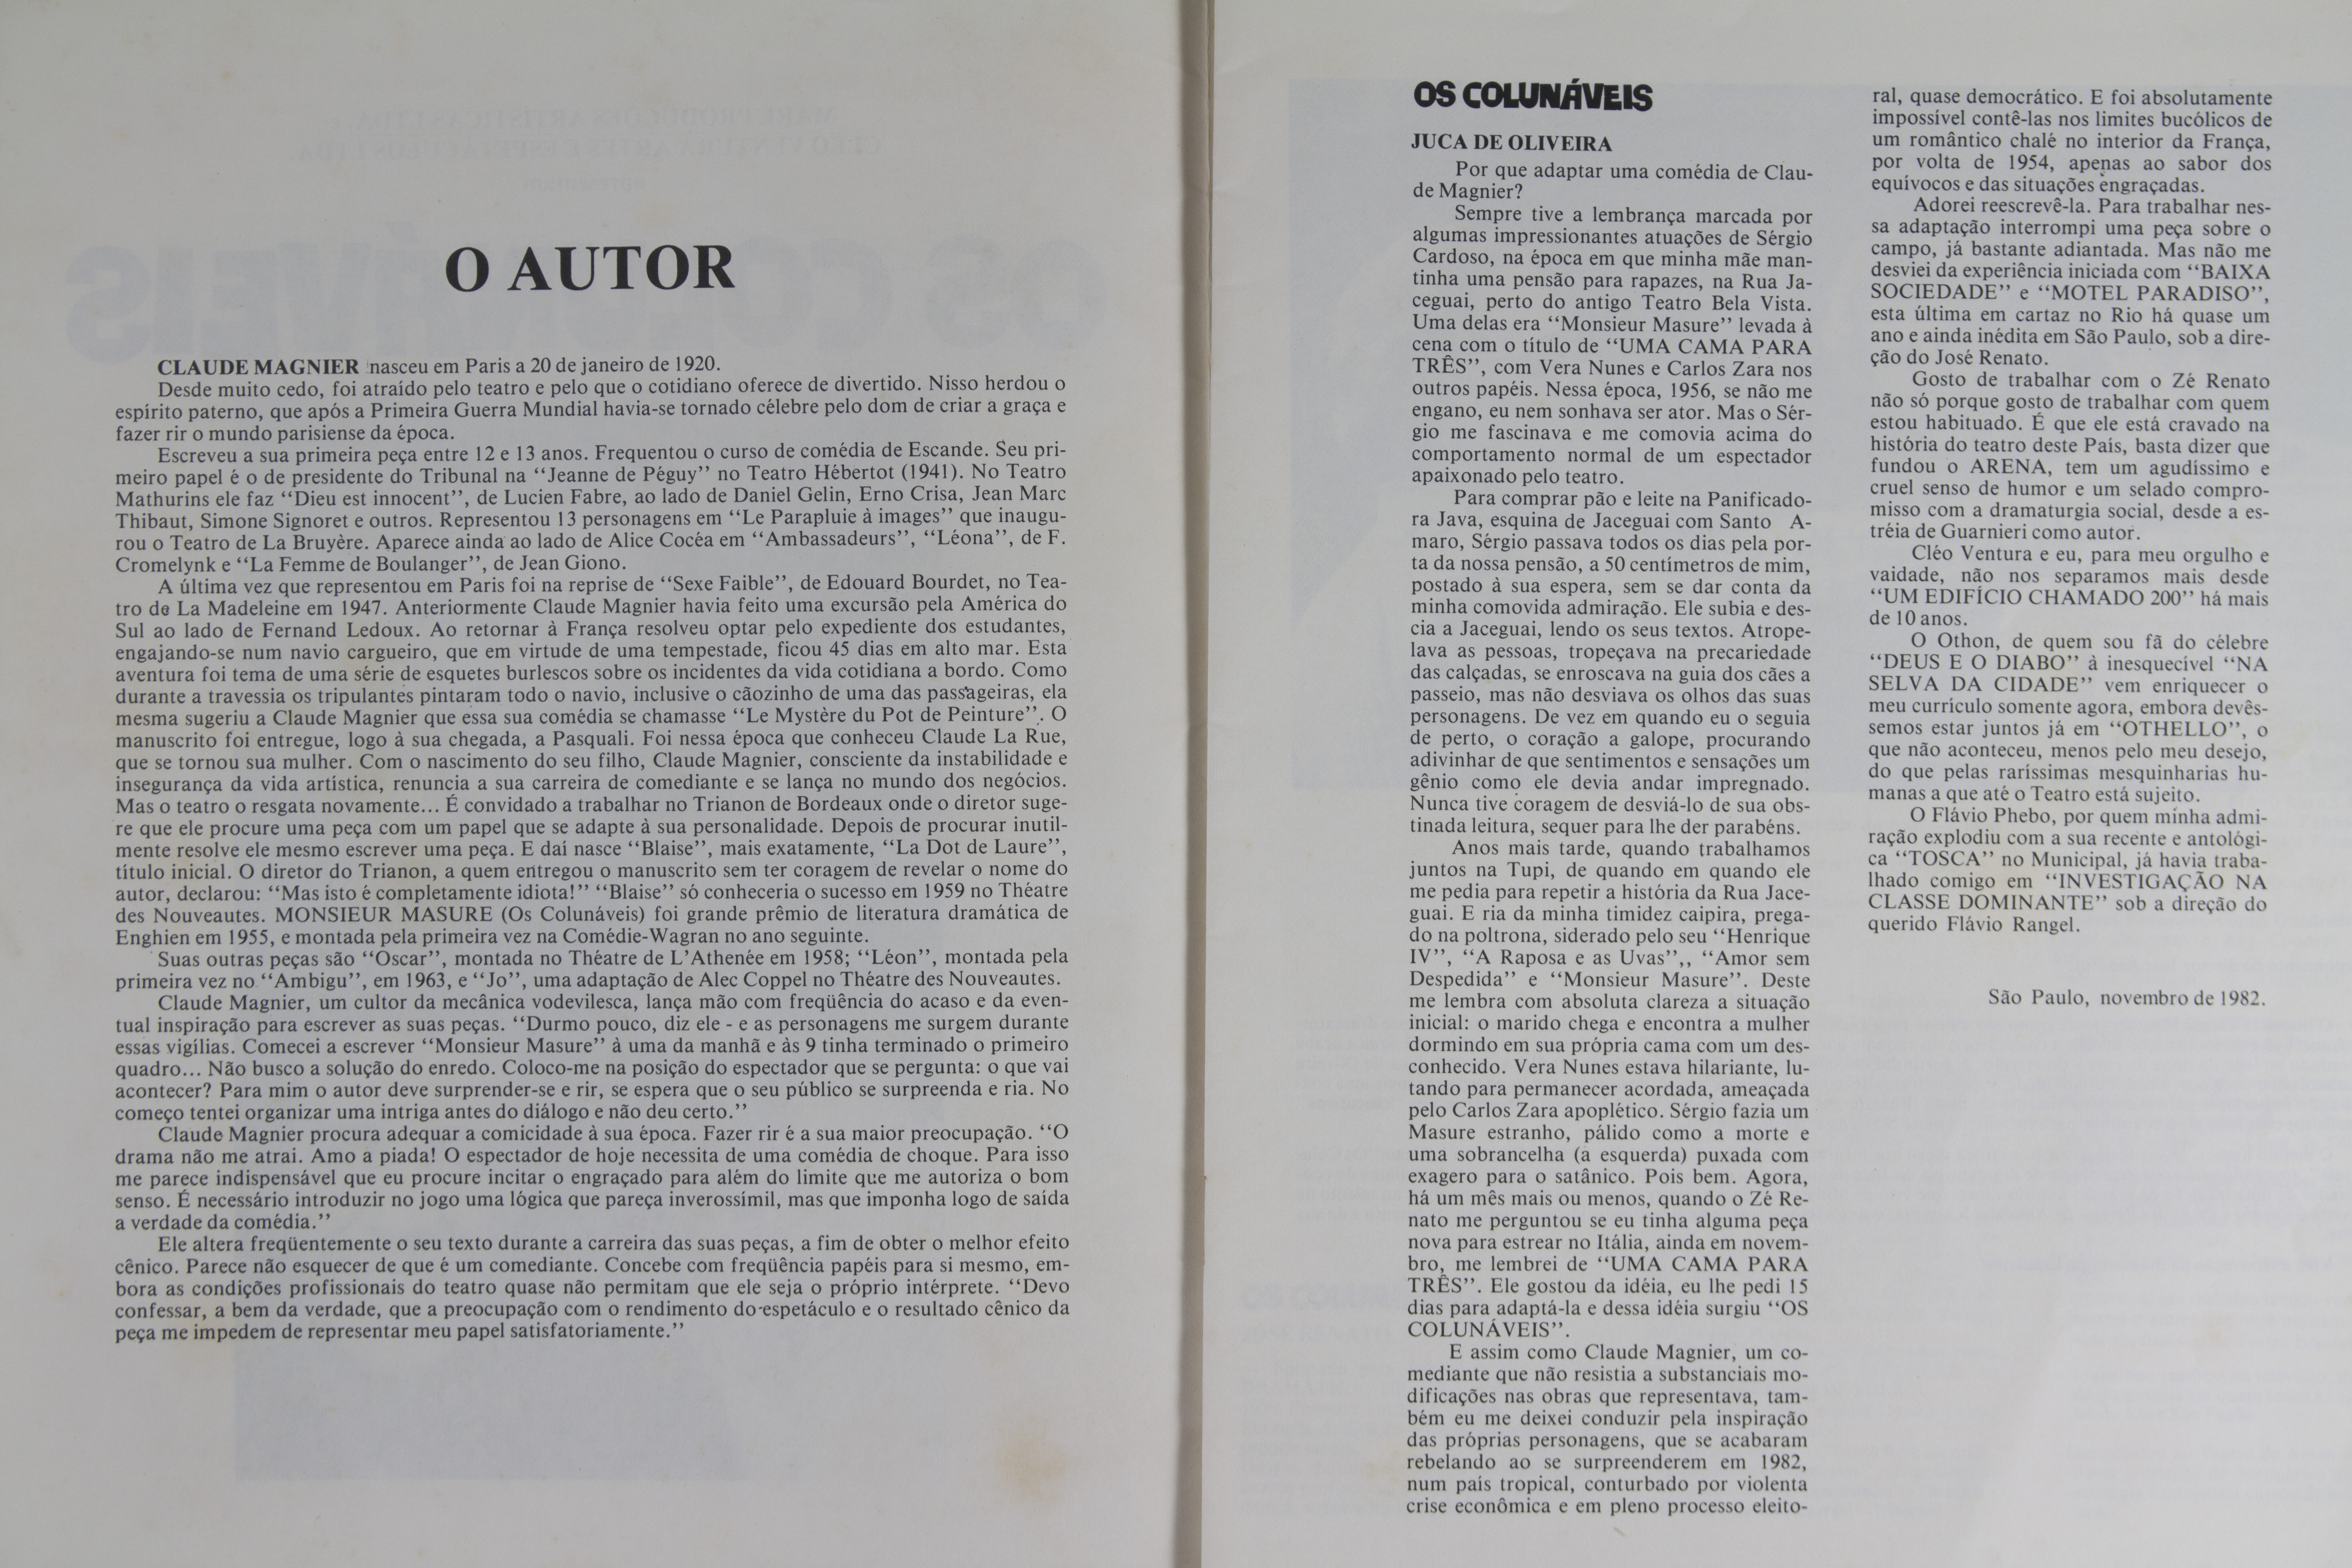 O AUTOR
CLAUDE MAGNIER nasceu em Paris a 20 de janeiro de 1920.
Desde muito cedo, foi atraído pelo teatro e pelo que o cotidiano oferece de divertido. Nisso herdou o
espírito paterno, que após a Primeira Guerra Mundial havia-se tornado célebre pelo dom de criar a graça e
fazer rir o mundo parisiense da época.
Escreveu a sua primeira peça entre 12 e 13 anos. Frequentou o curso de comédia de Escande. Seu pri-
meiro papel é o de presidente do Tribunal na ‘‘Jeanne de Péguy’’ no Teatro Hébertot (1941). No Teatro
Mathurins ele faz ‘‘Dieu est innocent’’, de Lucien Fabre, ao lado de Daniel Gelin, Erno Crisa, Jean Marc
Thibaut, Simone Signoret e outros. Representou 13 personagens em ‘‘Le Parapluie à images’’ que inaugu-
rou o Teatro de La Bruyère. Aparece ainda ao lado de Alice Cocéa em ‘‘Ambassadeurs’’, ‘‘Léona’’, de F.
Cromelynk e ‘‘La Femme de Boulanger’’, de Jean Giono.
A última vez que representou em Paris foi na reprise de ‘‘Sexe Faible’’, de Edouard Bourdet, no Tea-
tro de La Madeleine em 1947. Anteriormente Claude Magnier havia feito uma excursão pela América do
Sul ao lado de Fernand Ledoux. Ao retornar à França resolveu optar pelo expediente dos estudantes,
engajando-se num navio cargueiro, que em virtude de uma tempestade, ficou 45 dias em alto mar. Esta
aventura foi tema de uma série de esquetes burlescos sobre os incidentes da vida cotidiana a bordo. Como
durante a travessia os tripulantes pintaram todo o navio, inclusive o cãozinho de uma das passageiras, ela
mesma sugeriu a Claude Magnier que essa sua comédia se chamasse ‘‘Le Mystère du Pot de Peinture’’. O
manuscrito foi entregue, logo à sua chegada, a Pasquali. Foi nessa época que conheceu Claude La Rue,
que se tornou sua mulher. Com o nascimento do seu filho, Claude Magnier, consciente da instabilidade e
insegurança da vida artística, renuncia a sua carreira de comediante e se lança no mundo dos negócios.
Mas o teatro o resgata novamente... É convidado a trabalhar no Trianon de Bordeaux onde o diretor suge-
re que ele procure uma peça com um papel que se adapte à sua personalidade. Depois de procurar inutil-
mente resolve ele mesmo escrever uma peça. E daí nasce ‘‘Blaise’’, mais exatamente, ‘‘La Dot de Laure’’,
título inicial. O diretor do Trianon, a quem entregou o manuscrito sem ter coragem de revelar o nome do
autor, declarou: ‘‘Mas isto é completamente idiota!’’ ‘‘Blaise’’ só conheceria o sucesso em 1959 no Théatre
des Nouveautes. MONSIEUR MASURE (Os Colunáveis) foi grande prêmio de literatura dramática de
Enghien em 1955, e montada pela primeira vez na Comédie-Wagran no ano seguinte.
Suas outras peças são ‘‘Oscar’’, montada no Théatre de L’Athenée em 1958; ‘‘Léon’’, montada pela
primeira vez no ‘‘Ambigu’’, em 1963, e ‘‘Jo’’, uma adaptação de Alec Coppel no Théatre des Nouveautes.
Claude Magnier, um cultor da mecânica vodevilesca, lança mão com freqüência do acaso e da even-
tual inspiração para escrever as suas peças. ‘‘Durmo pouco, diz ele - e as personagens me surgem durante
essas vigílias. Comecei a escrever ‘‘Monsieur Masure’’ à uma da manhã e às 9 tinha terminado o primeiro
quadro... Não busco a solução do enredo. Coloco-me na posição do espectador que se pergunta: o que vai
acontecer? Para mim o autor deve surprender-se e rir, se espera que o seu público se surpreenda e ria. No
começo tentei organizar uma intriga antes do diálogo e não deu certo.’’
Claude Magnier procura adequar a comicidade à sua época. Fazer rir é a sua maior preocupação. ‘‘O
drama não me atrai. Amo a piada! O espectador de hoje necessita de uma comédia de choque. Para isso
me parece indispensável que eu procure incitar o engraçado para além do limite que me autoriza o bom
senso. É necessário introduzir no jogo uma lógica que pareça inverossímil, mas que imponha logo de saída
a verdade da comédia.’’
Ele altera freqüentemente o seu texto durante a carreira das suas peças, a fim de obter o melhor efeito
cênico. Parece não esquecer de que é um comediante. Concebe com freqüência papéis para si mesmo, em-
bora as condições profissionais do teatro quase não permitam que ele seja o próprio intérprete. ‘‘Devo
confessar, a bem da verdade, que a preocupação com o rendimento do espetáculo e o resultado cênico da
peça me impedem de representar meu papel satisfatoriamente.’’
OS COLUNÁVEIS
JUCA DE OLIVEIRA
Por que adaptar uma comédia de Clau-
de Magnier?
Sempre tive a lembrança marcada por
algumas impressionantes atuações de Sérgio
Cardoso, na época em que minha mãe man-
tinha uma pensão para rapazes, na Rua Ja-
ceguai, perto do antigo Teatro Bela Vista.
Uma delas era ‘‘Monsieur Masure’’ levada à
cena com o título de ‘‘UMA CAMA PARA
TRÊS’’, com Vera Nunes e Carlos Zara nos
outros papéis. Nessa época, 1956, se não me
engano, eu nem sonhava ser ator. Mas o Sér-
gio me fascinava e me comovia acima do
comportamento normal de um espectador
apaixonado pelo teatro.
Para comprar pão e leite na Panificado-
ra Java, esquina de Jaceguai com Santo A-
maro, Sérgio passava todos os dias pela por-
ta da nossa pensão, a 50 centímetros de mim,
postado à sua espera, sem se dar conta da
minha comovida admiração. Ele subia e des-
cia a Jaceguai, lendo os seus textos. Atrope-
lava as pessoas, tropeçava na precariedade
das calçadas, se enroscava na guia dos cães a
passeio, mas não desviava os olhos das suas
personagens. De vez em quando eu o seguia
de perto, o coração a galope, procurando
adivinhar de que sentimentos e sensações um
gênio como ele devia andar impregnado.
Nunca tive coragem de desviá-lo de sua obs-
tinada leitura, sequer para lhe der parabéns.
Anos mais tarde, quando trabalhamos
juntos na Tupi, de quando em quando ele
me pedia para repetir a história da Rua Jace-
guai. E ria da minha timidez caipira, prega-
do na poltrona, siderado pelo seu ‘‘Henrique
IV’’, ‘‘A Raposa e as Uvas’’,, ‘‘Amor sem
Despedida’’ e ‘‘Monsieur Masure’’. Deste
me lembra com absoluta clareza a situação
inicial: o marido chega e encontra a mulher
dormindo em sua própria cama com um des-
conhecido. Vera Nunes estava hilariante, lu-
tando para permanecer acordada, ameaçada
pelo Carlos Zara apoplético. Sérgio fazia um
Masure estranho, pálido como a morte e
uma sobrancelha (a esquerda) puxada com
exagero para o satânico. Pois bem. Agora,
há um mês mais ou menos, quando o Zé Re-
nato me perguntou se eu tinha alguma peça
nova para estrear no Itália, ainda em novem-
bro, me lembrei de ‘‘UMA CAMA PARA
TRÊS’’. Ele gostou da idéia, eu lhe pedi 15
dias para adaptá-la e dessa idéia surgiu ‘‘OS
COLUNÁVEIS’’.
E assim como Claude Magnier, um co-
mediante que não resistia a substanciais mo-
dificações nas obras que representava, tam-
bém eu me deixei conduzir pela inspiração
das próprias personagens, que se acabaram
rebelando ao se surpreenderem em 1982,
num país tropical, conturbado por violenta
crise econômica e em pleno processo eleito-
ral, quase democrático. E foi absolutamente
impossível contê-las nos limites bucólicos de
um romântico chalé no interior da França,
por volta de 1954, apenas ao sabor dos
equívocos e das situações engraçadas.
Adorei reescrevê-la. Para trabalhar nes-
sa adaptação interrompi uma peça sobre o
campo, já bastante adiantada. Mas não me
desviei da experiência iniciada com ‘‘BAIXA
SOCIEDADE’’ e ‘‘MOTEL PARADISO’’,
esta última em cartaz no Rio há quase um
ano e ainda inédita em São Paulo, sob a dire-
ção do José Renato.
Gosto de trabalhar com o Zé Renato
não só porque gosto de trabalhar com quem
estou habituado. É que ele está cravado na
história do teatro deste País, basta dizer que
fundou o ARENA, tem um agudíssimo e
cruel senso de humor e um selado compro-
misso com a dramaturgia social, desde a es-
tréia de Guarnieri como autor.
Cléo Ventura e eu, para meu orgulho e
vaidade, não nos separamos mais desde
‘‘UM EDIFÍCIO CHAMADO 200’’ há mais
de 10 anos.
O Othon, de quem sou fã do célebre
‘‘DEUS E O DIABO’’ à inesquecível ‘‘NA
SELVA DA CIDADE’’ vem enriquecer o
meu currículo somente agora, embora devês-
semos estar juntos já em ‘‘OTHELLO’’, o
que não aconteceu, menos pelo meu desejo,
do que pelas raríssimas mesquinharias hu-
manas a que até o Teatro está sujeito.
O Flávio Phebo, por quem minha admi-
ração explodiu com a sua recente e antológi-
ca ‘‘TOSCA’’ no Municipal, já havia traba-
lhado comigo em ‘‘INVESTIGAÇÃO NA
CLASSE DOMINANTE’’ sob a direção do
querido Flávio Rangel.
São Paulo, novembro de 1982.